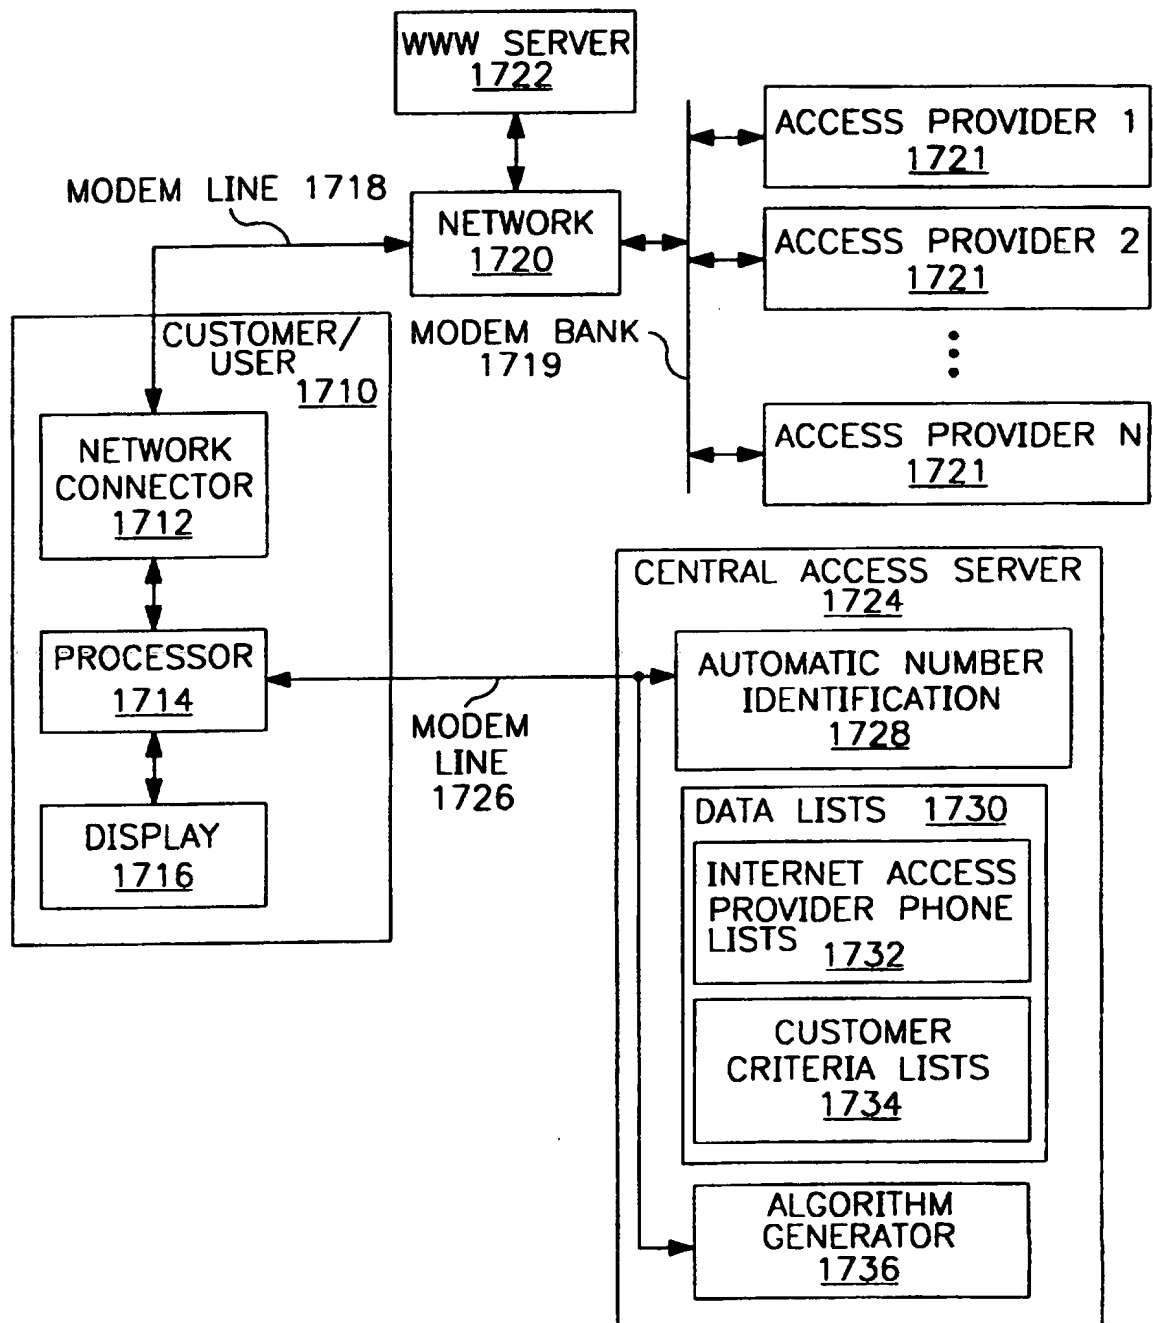 WWW SERVER
1722
ACCESS PROVIDER 1
1721
MODEM LINE 1718
NETWORK
1720
ACCESS PROVIDER 2
1721
MODEM BANK
1719
CUSTOMER/
USER
1710
ACCESS PROVIDER N
1721
NETWORK
CONNECTOR
1712
PROCESSOR
1714
DISPLAY
1716
MODEM
LINE
1726
CENTRAL ACCESS SERVER
1724
AUTOMATIC NUMBER
IDENTIFICATION
1728
DATA LISTS 1730
INTERNET ACCESS
PROVIDER PHONE
LISTS 1732
CUSTOMER
CRITERIA LISTS
1734
ALGORITHM
GENERATOR
1736